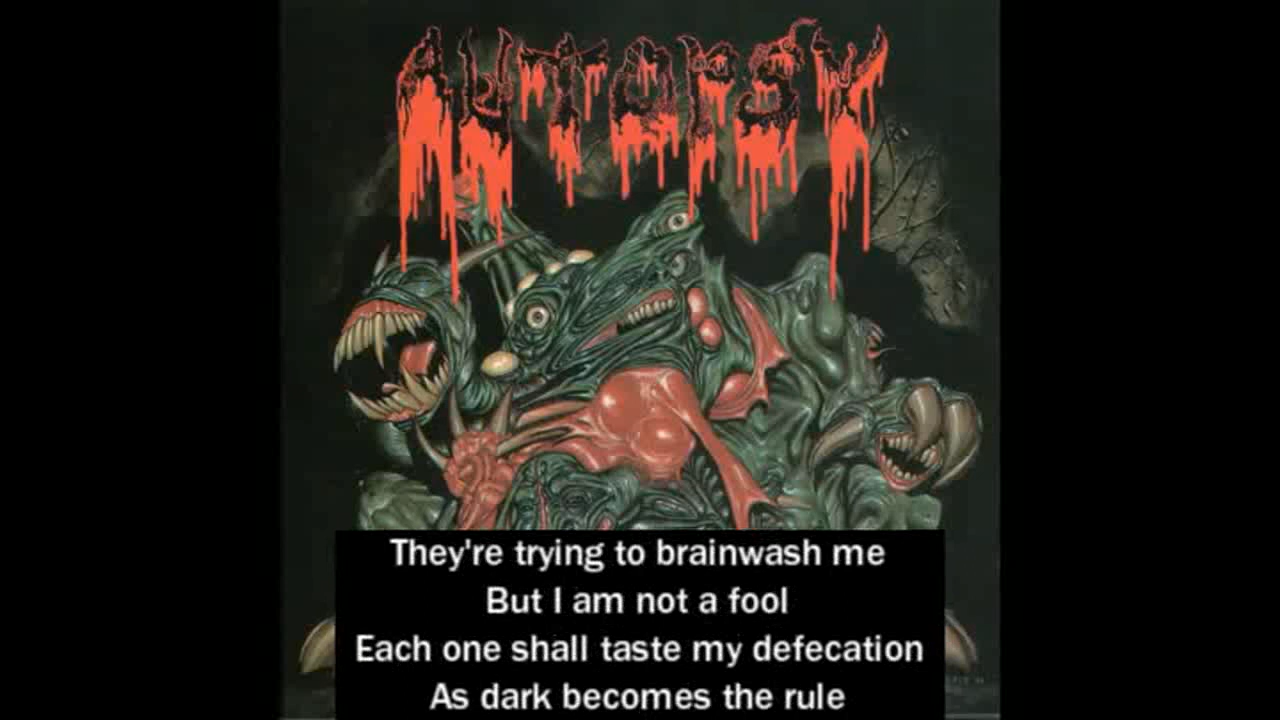 AUTOPSY
They're trying to brainwash me
But I am not a fool
Each one shall taste my defecation
As dark becomes the rule